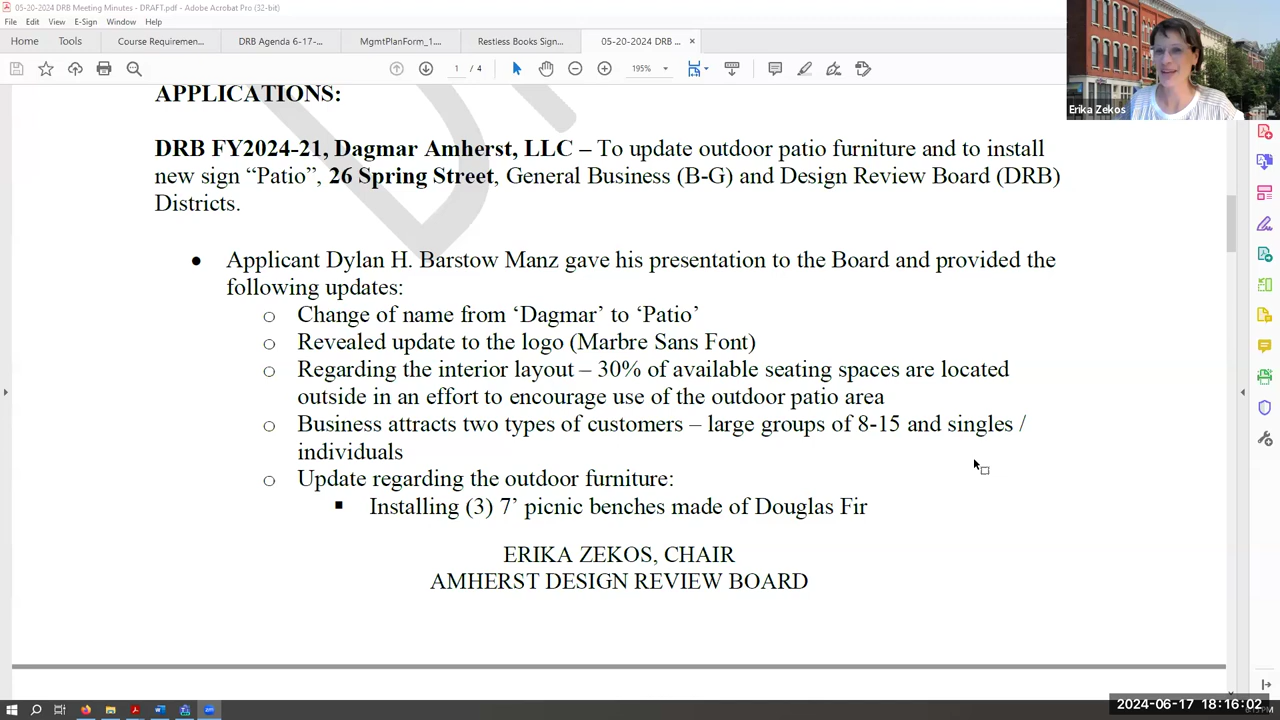 05-20-2024 DRB Meeting Minutes - DRAFT.pdf - Adobe Acrobat Pro (32-bit)
File Edit View E-Sign Window Help
Home Tools Course Requiremen... DRB Agenda 6-17-... MgmtPlanForm_1... Restless Books Sign... 05-20-2024 DRB ... ×
1 / 4 195%
Erika Zekos
APPLICATIONS:
DRB FY2024-21, Dagmar Amherst, LLC – To update outdoor patio furniture and to install
new sign “Patio”, 26 Spring Street, General Business (B-G) and Design Review Board (DRB)
Districts.
• Applicant Dylan H. Barstow Manz gave his presentation to the Board and provided the
following updates:
o Change of name from ‘Dagmar’ to ‘Patio’
o Revealed update to the logo (Marbre Sans Font)
o Regarding the interior layout – 30% of available seating spaces are located
outside in an effort to encourage use of the outdoor patio area
o Business attracts two types of customers – large groups of 8-15 and singles /
individuals
o Update regarding the outdoor furniture:
▪ Installing (3) 7’ picnic benches made of Douglas Fir
ERIKA ZEKOS, CHAIR
AMHERST DESIGN REVIEW BOARD
2024-06-17 18:16:02